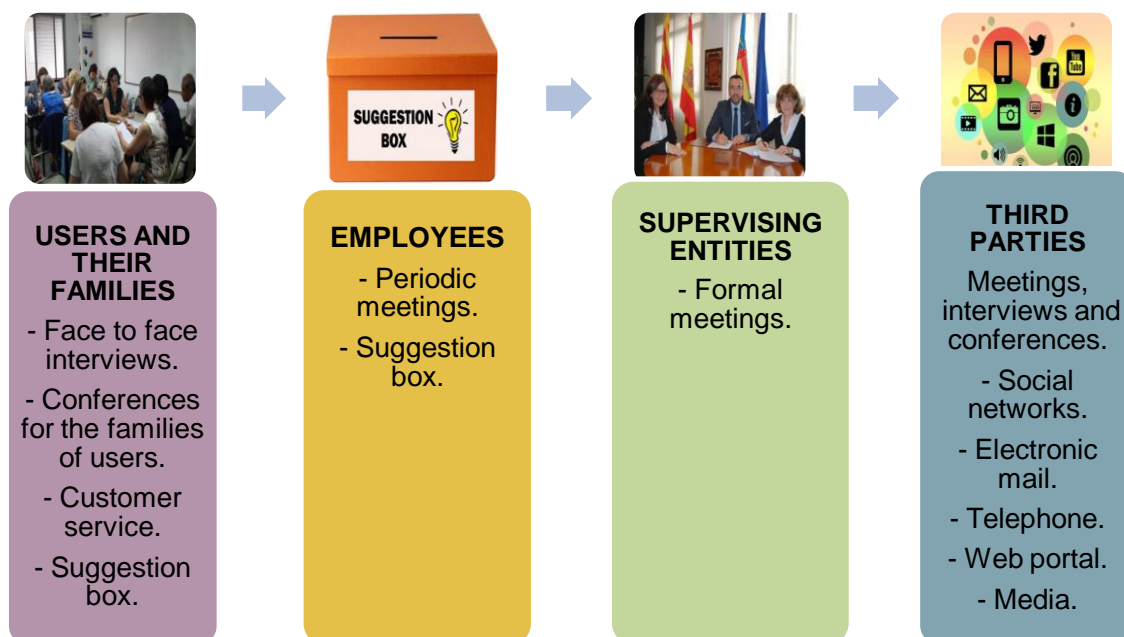 SUGGESTION
BOX
You
Tube
USERS AND
THEIR
FAMILIES
- Face to face
interviews.
- Conferences
for the families
of users.
- Customer
service.
- Suggestion
box.
EMPLOYEES
- Periodic
meetings.
- Suggestion
box.
SUPERVISING
ENTITIES
- Formal
meetings.
THIRD
PARTIES
Meetings,
interviews and
conferences.
- Social
networks.
- Electronic
mail.
- Telephone.
- Web portal.
- Media.